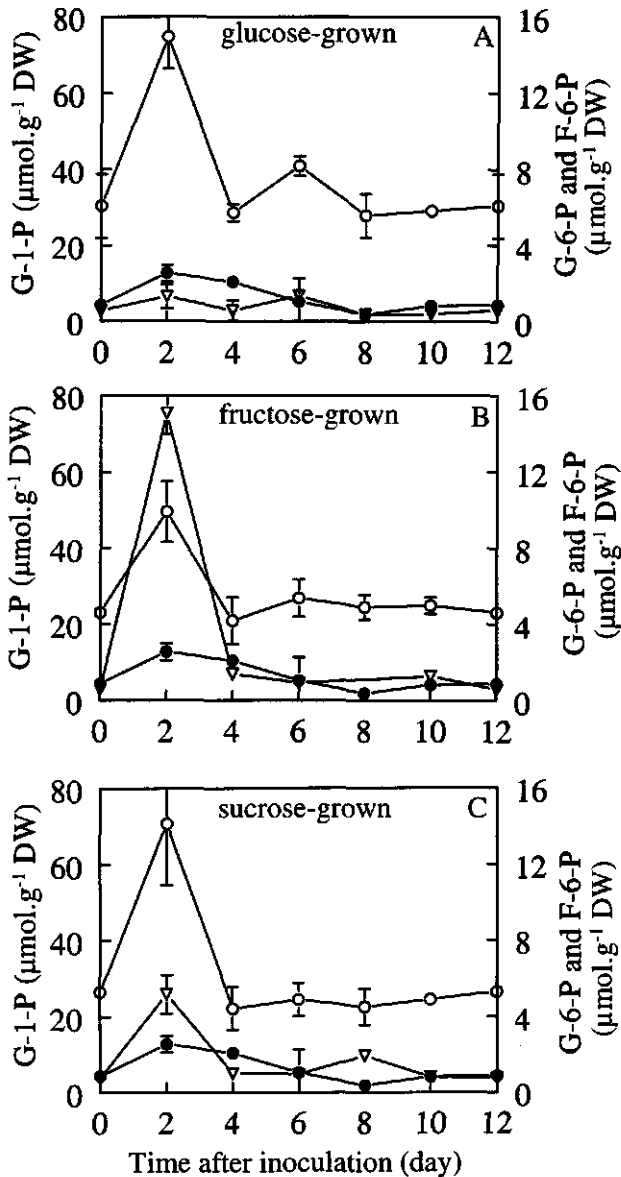 glucose-grown A
G-1-P (µmol.g⁻¹ DW)
80
60
40
20
0
G-6-P and F-6-P
(µmol.g⁻¹ DW)
16
12
8
4
0
0 2 4 6 8 10 12
fructose-grown B
G-1-P (µmol.g⁻¹ DW)
80
60
40
20
0
G-6-P and F-6-P
(µmol.g⁻¹ DW)
16
12
8
4
0
0 2 4 6 8 10 12
sucrose-grown C
G-1-P (µmol.g⁻¹ DW)
80
60
40
20
0
G-6-P and F-6-P
(µmol.g⁻¹ DW)
16
12
8
4
0
0 2 4 6 8 10 12
Time after inoculation (day)